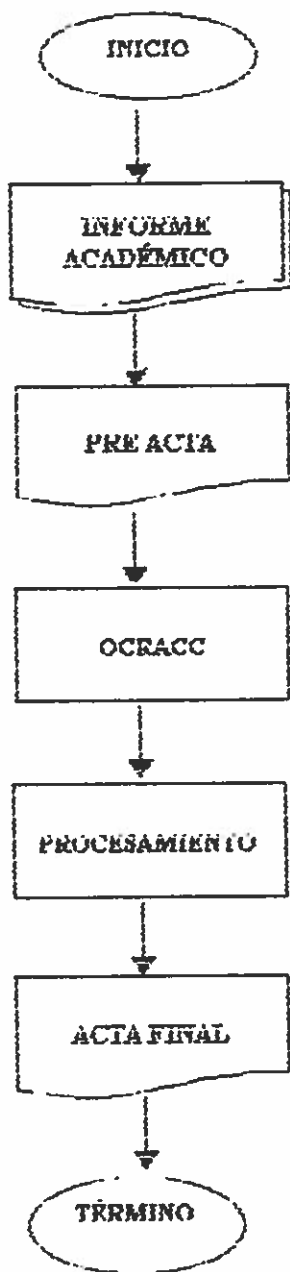 INICIO
INFORME
ACADÉMICO
PRE ACTA
OCRACC
PROCESAMIENTO
ACTA FINAL
TÉRMINO